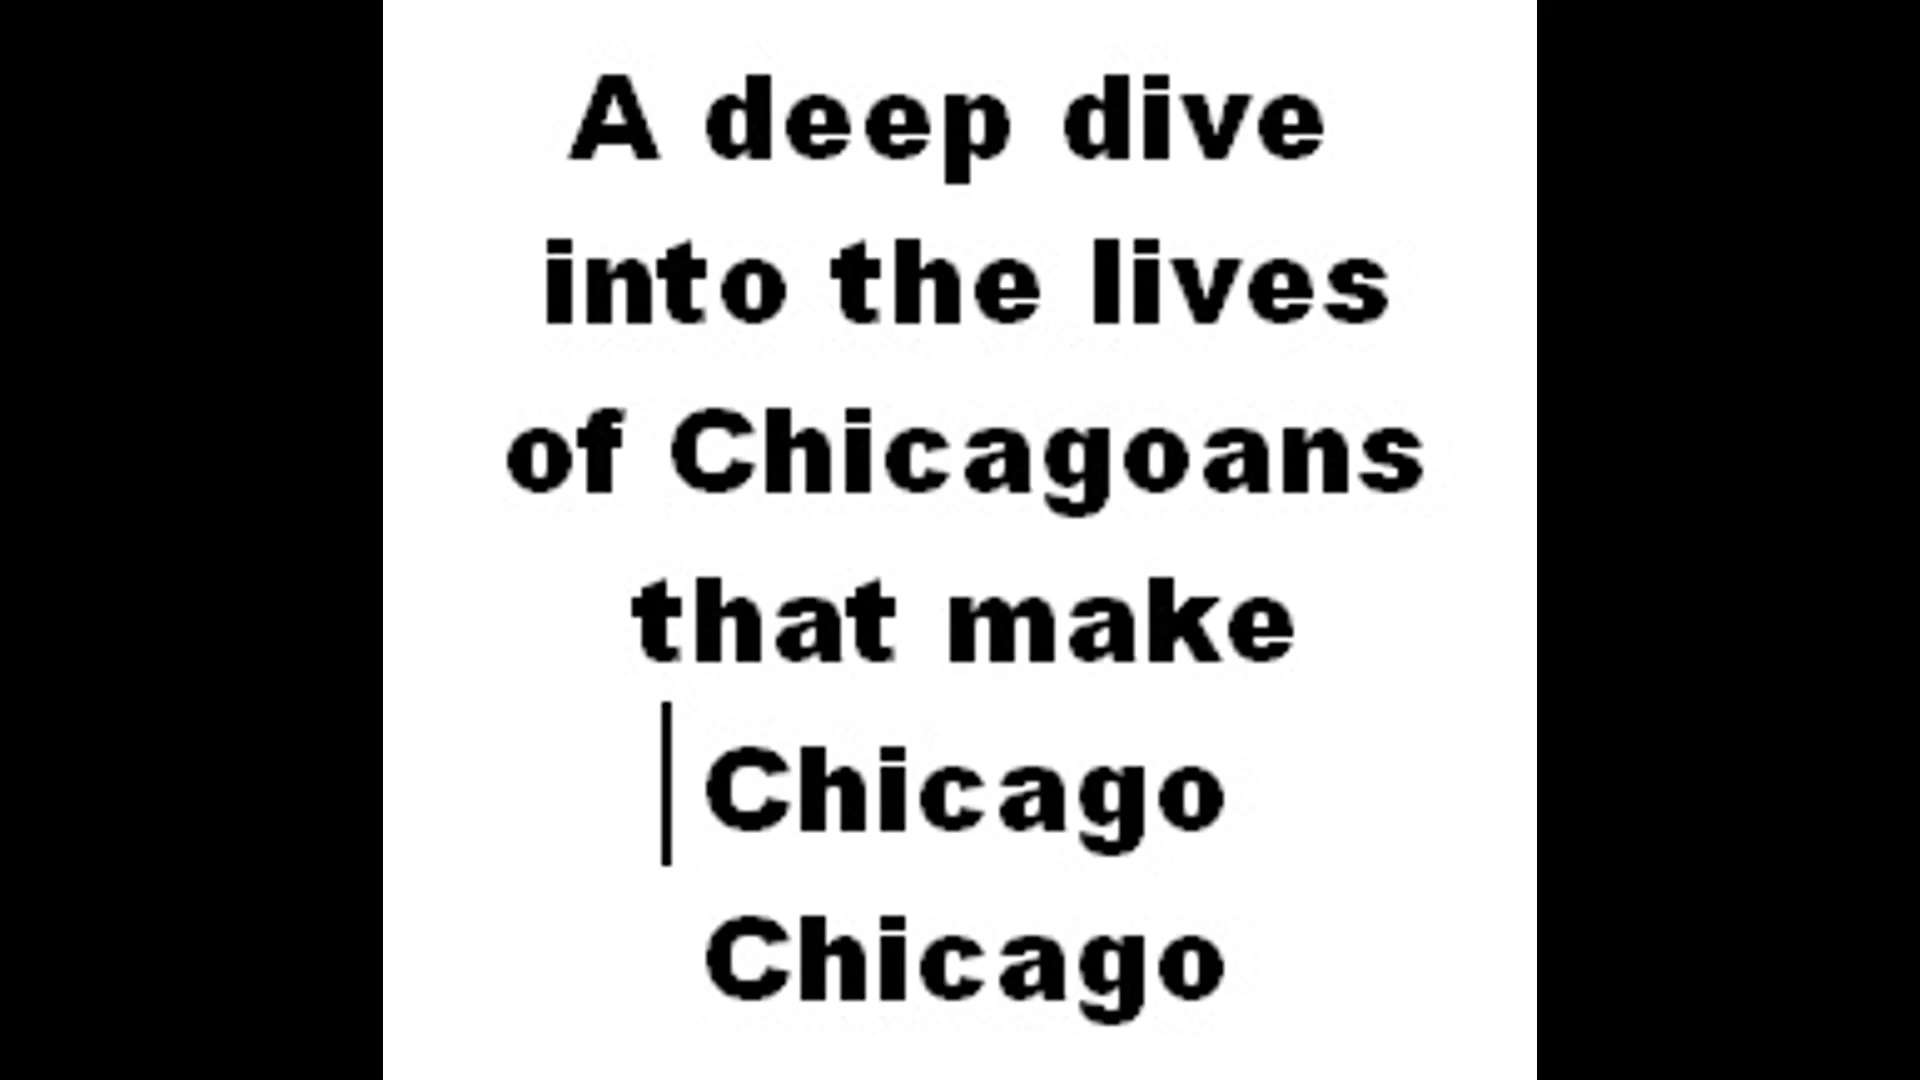 A deep dive
into the lives
of Chicagoans
that make
Chicago
Chicago